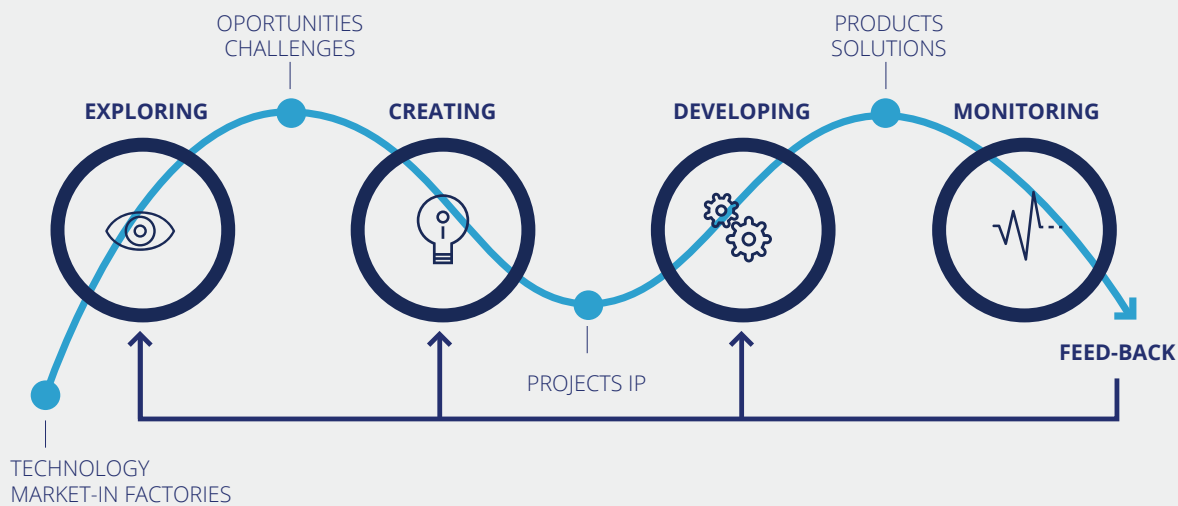 OPORTUNITIES
CHALLENGES
PRODUCTS
SOLUTIONS
EXPLORING
CREATING
DEVELOPING
MONITORING
FEED-BACK
PROJECTS IP
TECHNOLOGY
MARKET-IN FACTORIES